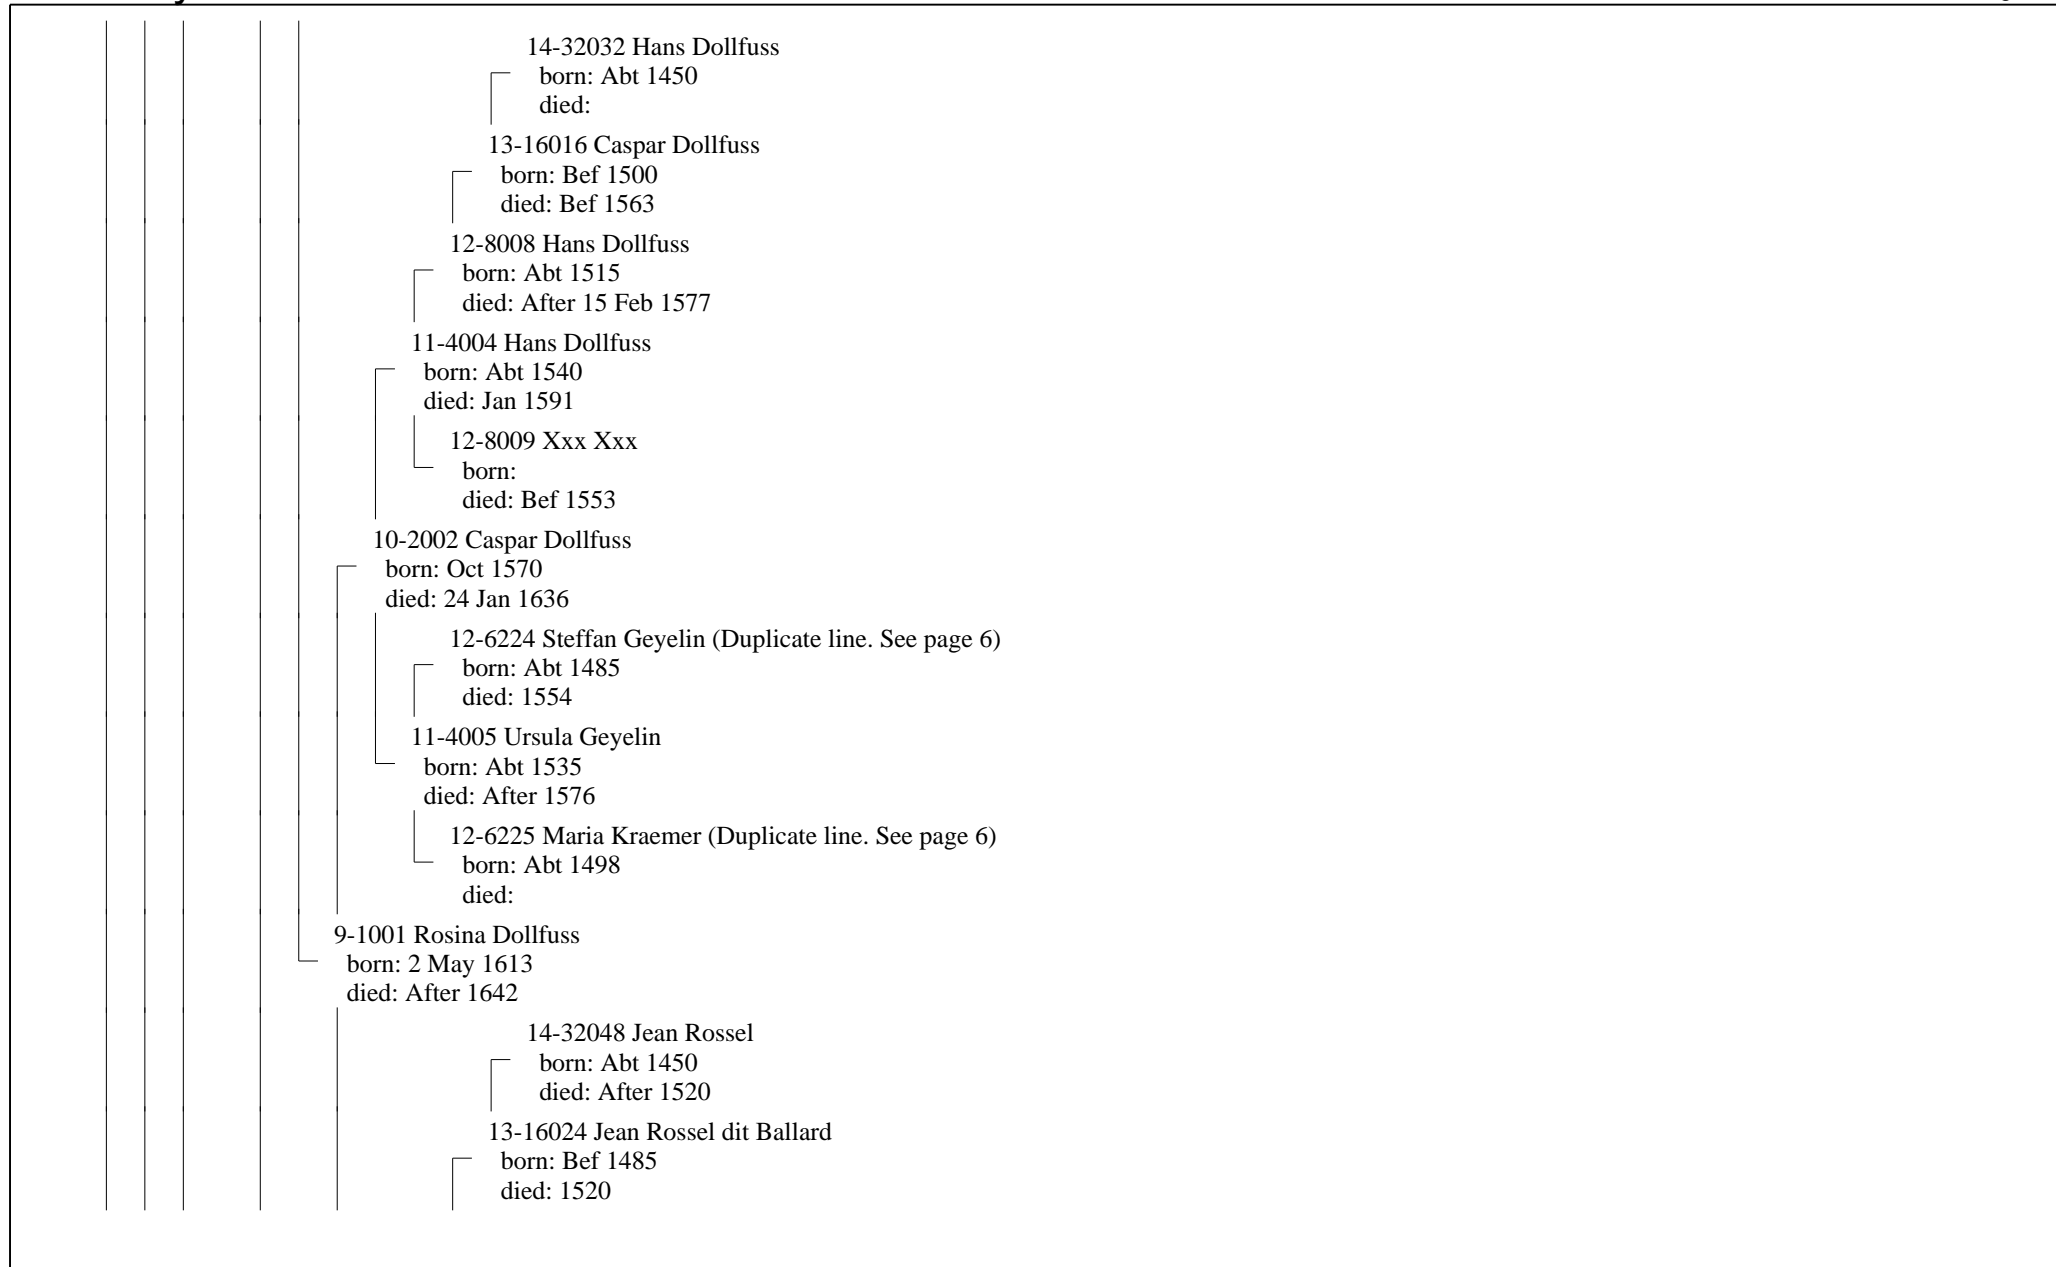 14-32032 Hans Dollfuss
born: Abt 1450
died:
13-16016 Caspar Dollfuss
born: Bef 1500
died: Bef 1563
12-8008 Hans Dollfuss
born: Abt 1515
died: After 15 Feb 1577
11-4004 Hans Dollfuss
born: Abt 1540
died: Jan 1591
12-8009 Xxx Xxx
born:
died: Bef 1553
10-2002 Caspar Dollfuss
born: Oct 1570
died: 24 Jan 1636
12-6224 Steffan Geyelin (Duplicate line. See page 6)
born: Abt 1485
died: 1554
11-4005 Ursula Geyelin
born: Abt 1535
died: After 1576
12-6225 Maria Kraemer (Duplicate line. See page 6)
born: Abt 1498
died:
9-1001 Rosina Dollfuss
born: 2 May 1613
died: After 1642
14-32048 Jean Rossel
born: Abt 1450
died: After 1520
13-16024 Jean Rossel dit Ballard
born: Bef 1485
died: 1520